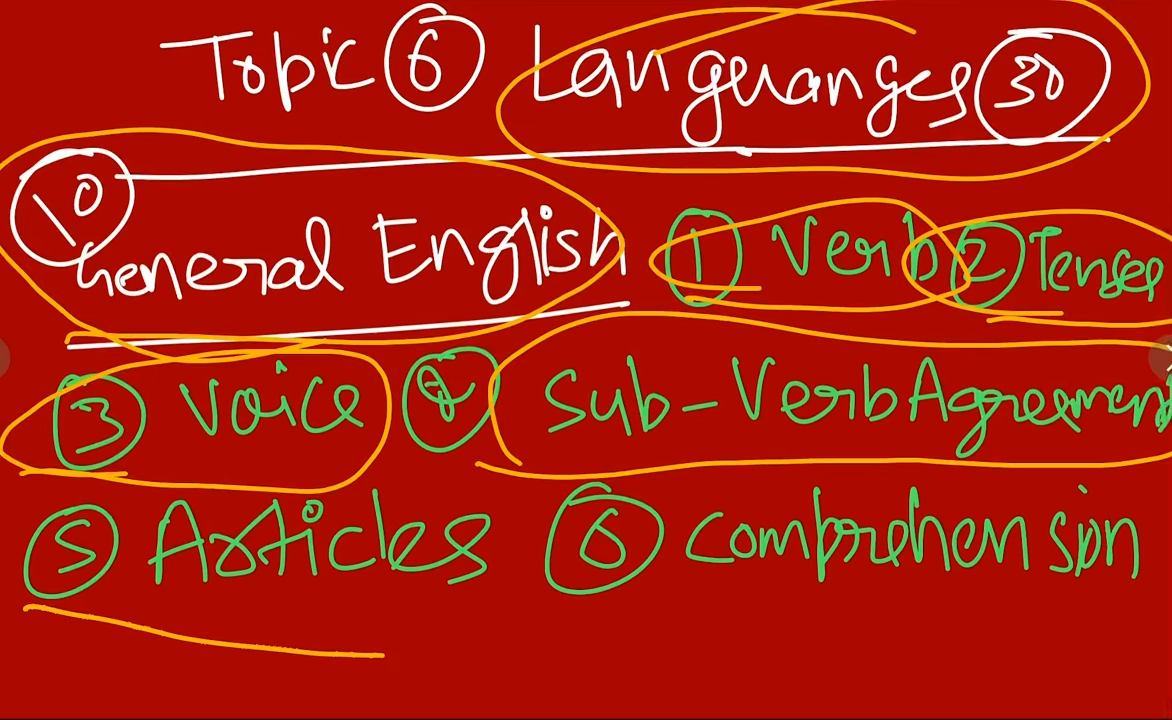 Topic 6 Languanges 30
10
General English 1 Verb 2 Tenses
3 Voice 4 Sub-Verb Agreement
5 Articles 6 Comprehension